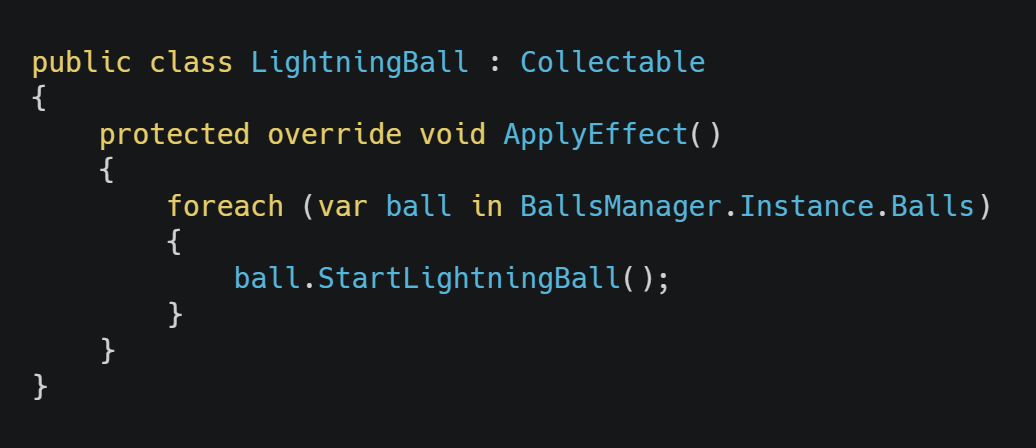 public class LightningBall : Collectable
{
    protected override void ApplyEffect()
    {
        foreach (var ball in BallsManager.Instance.Balls)
        {
            ball.StartLightningBall();
        }
    }
}